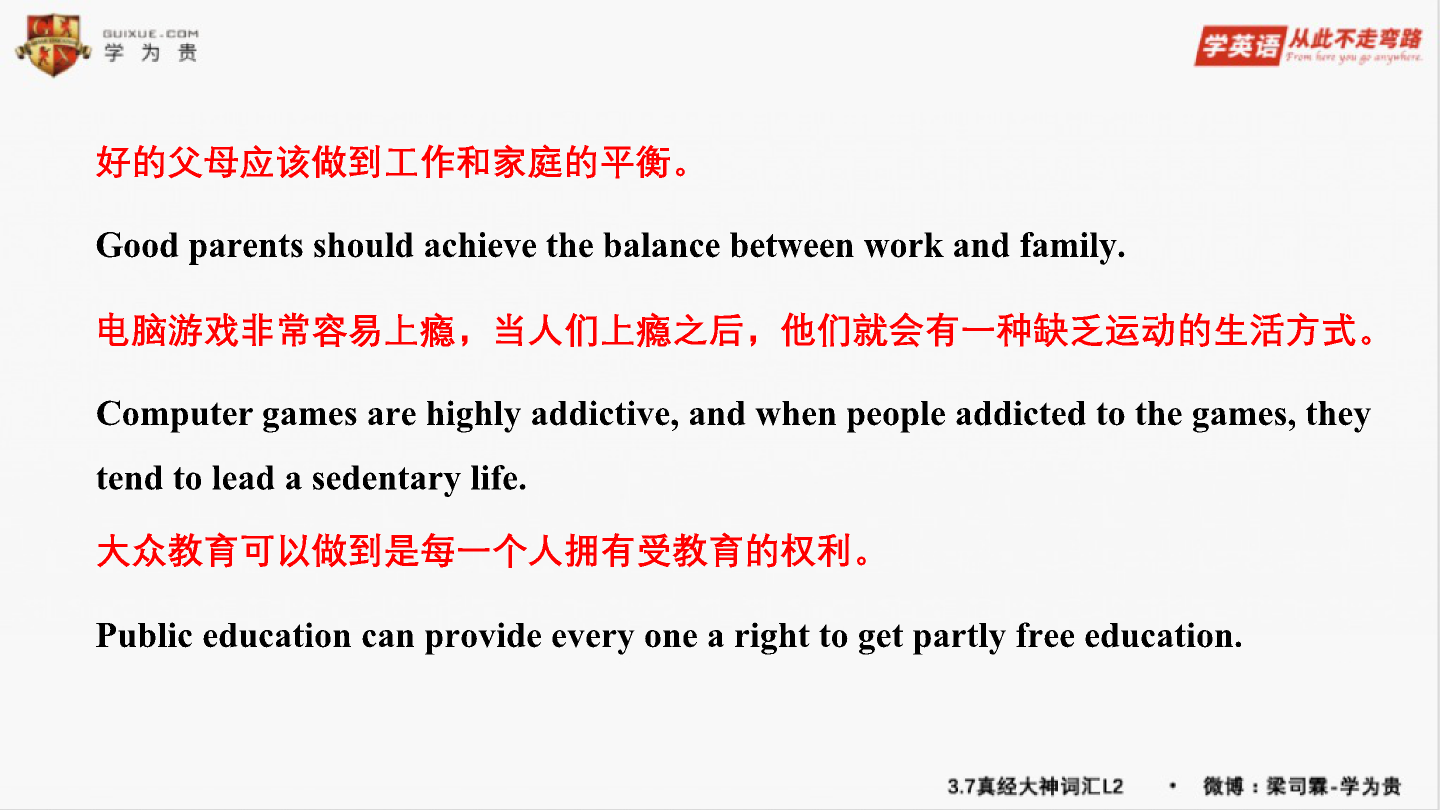 GUIXUE.COM
学为贵
学英语 从此不走弯路
From here you go anywhere.
好的父母应该做到工作和家庭的平衡。
Good parents should achieve the balance between work and family.
电脑游戏非常容易上瘾，当人们上瘾之后，他们就会有一种缺乏运动的生活方式。
Computer games are highly addictive, and when people addicted to the games, they
tend to lead a sedentary life.
大众教育可以做到是每一个人拥有受教育的权利。
Public education can provide every one a right to get partly free education.
3.7真经大神词汇L2 • 微博：梁司霖-学为贵